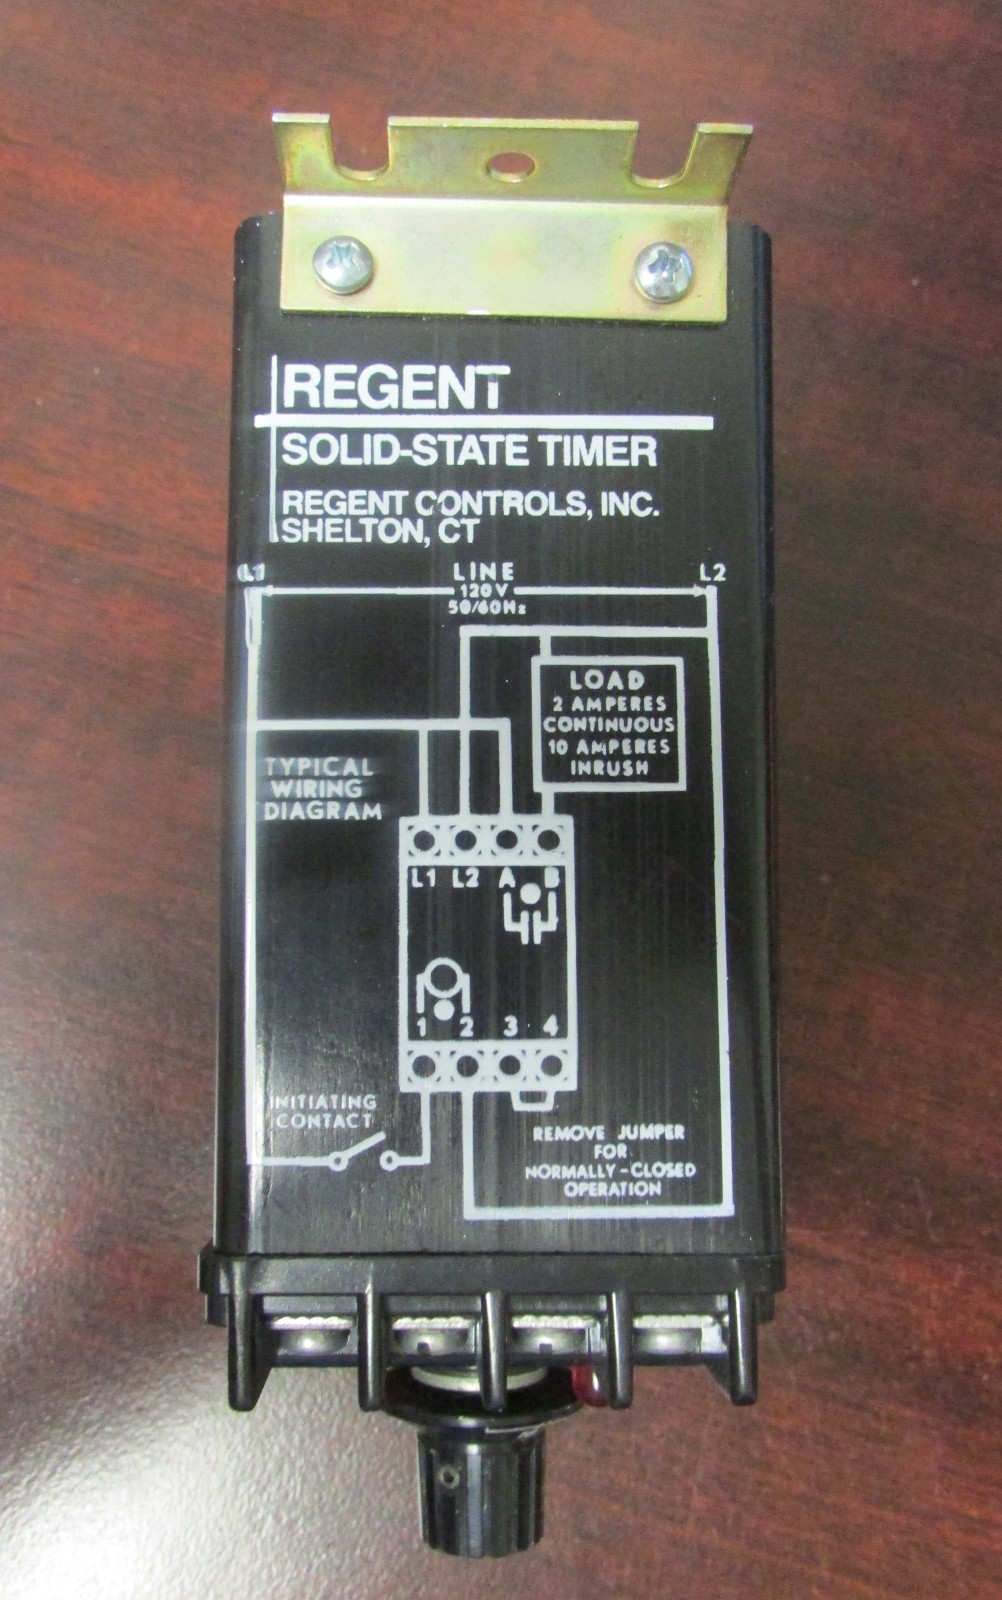 REGENT
SOLID-STATE TIMER
REGENT CONTROLS, INC.
SHELTON, CT
L1 LINE L2
120V
50/60Hz
LOAD
2 AMPERES
CONTINUOUS
10 AMPERES
INRUSH
TYPICAL
WIRING
DIAGRAM
L1 L2 A B
1 2 3 4
INITIATING
CONTACT
REMOVE JUMPER
FOR
NORMALLY-CLOSED
OPERATION